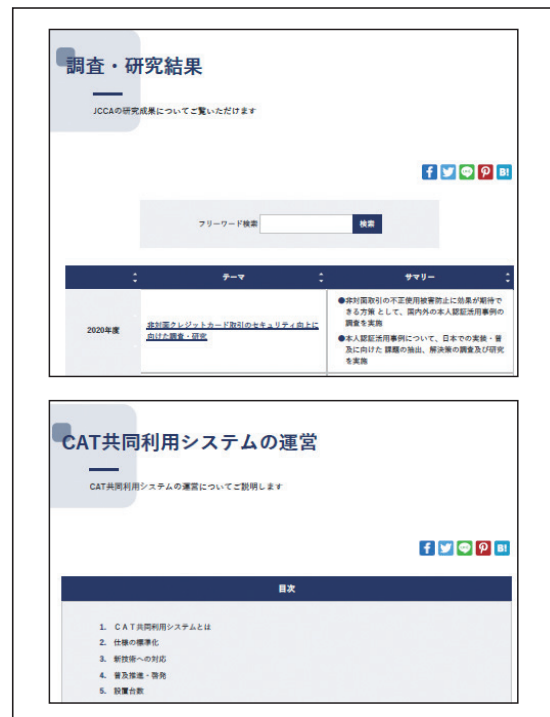 調査・研究結果
JCCAの研究成果についてご覧いただけます
f B!
フリーワード検索 検索
テーマ サマリー
2020年度
非対面クレジットカード取引のセキュリティ向上に
向けた調査・研究
●非対面取引の不正使用被害防止に効果が期待で
きる方策 として、国内外の本人認証活用事例の
調査を実施
●本人認証活用事例について、日本での実装・普
及に向けた 課題の抽出、解決策の調査及び研究
を実施
CAT共同利用システムの運営
CAT共同利用システムの運営についてご説明します
f B!
目次
1. CAT共同利用システムとは
2. 仕様の標準化
3. 新技術への対応
4. 普及推進・啓発
5. 設置台数